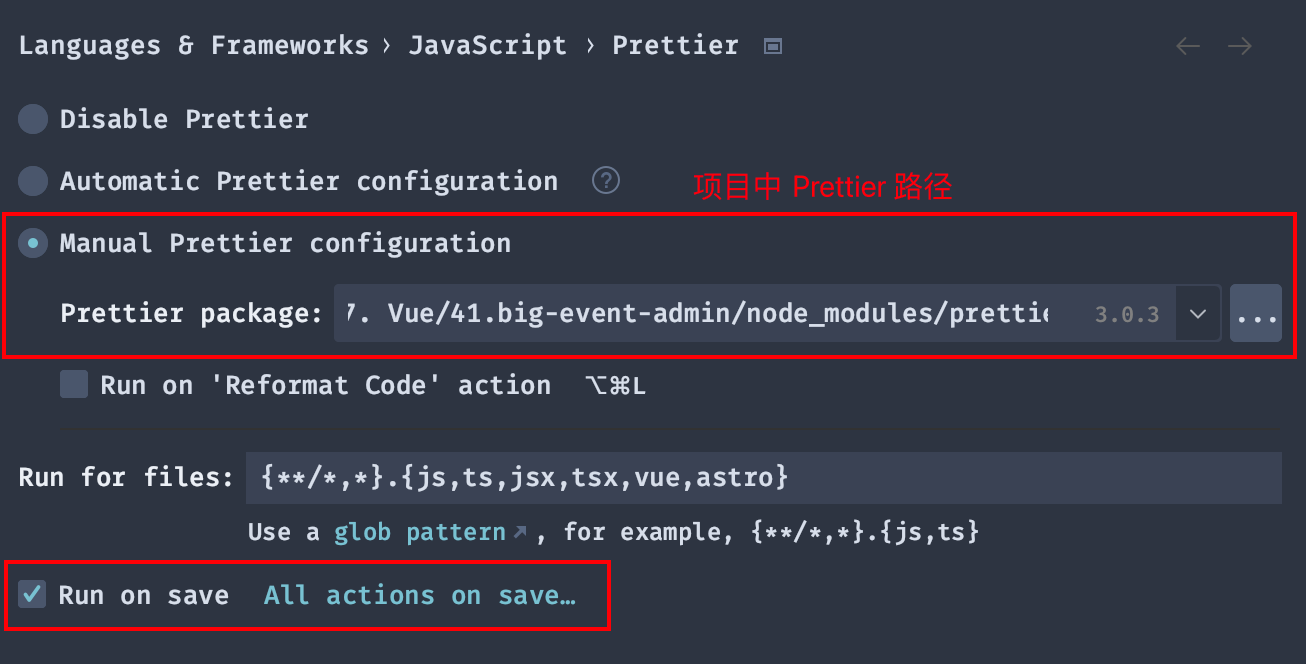 Languages & Frameworks › JavaScript › Prettier
Disable Prettier
Automatic Prettier configuration ?
项目中 Prettier 路径
Manual Prettier configuration
Prettier package: 7. Vue/41.big-event-admin/node_modules/prettie 3.0.3 ...
Run on 'Reformat Code' action ⌥⌘L
Run for files: {**/*,*}.{js,ts,jsx,tsx,vue,astro}
Use a glob pattern↗, for example, {**/*,*}.{js,ts}
Run on save All actions on save…